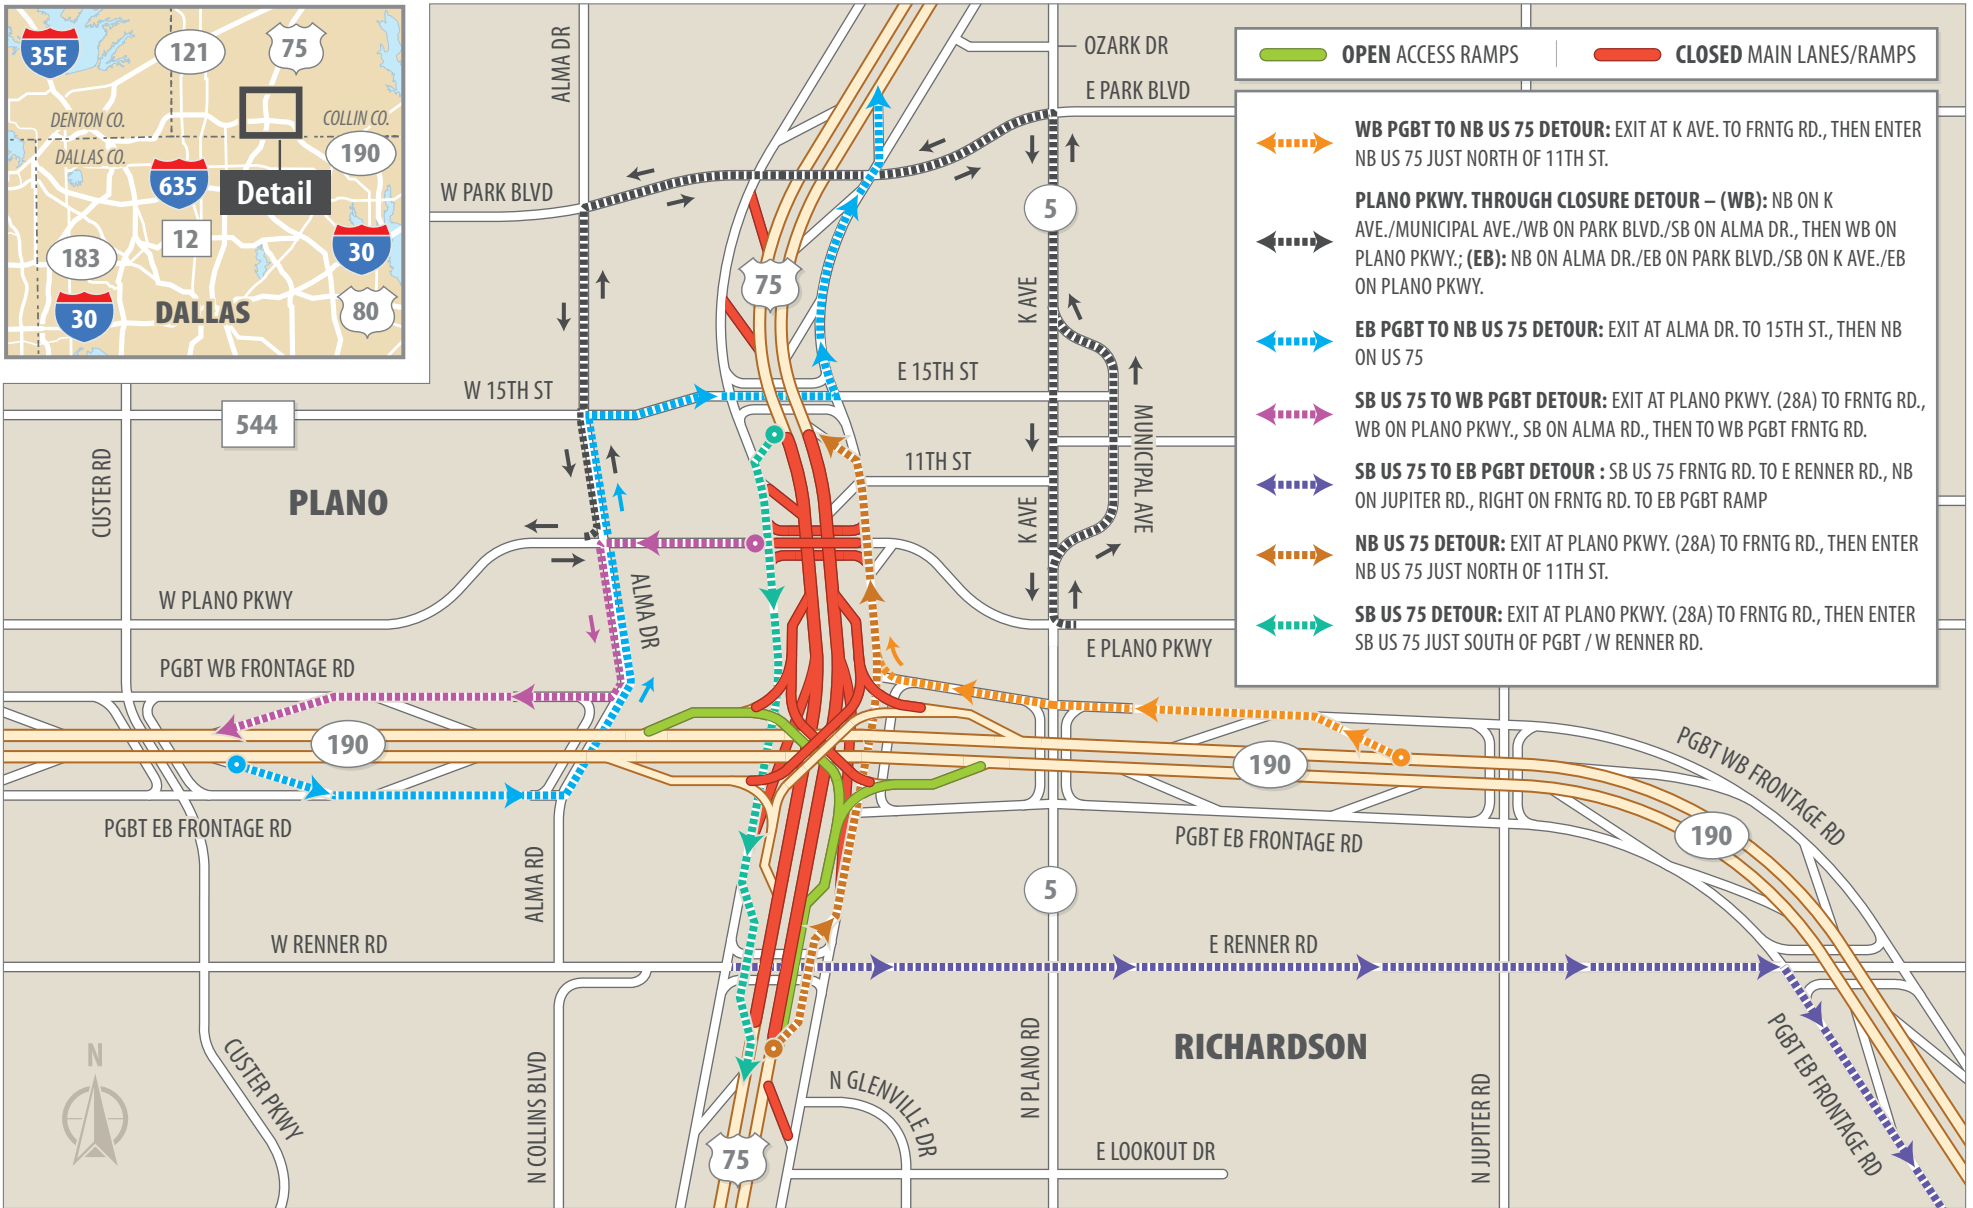 35E
121
75
DENTON CO.
COLLIN CO.
DALLAS CO.
190
635
Detail
12
183
30
30
DALLAS
80
OPEN ACCESS RAMPS
CLOSED MAIN LANES/RAMPS
WB PGBT TO NB US 75 DETOUR: EXIT AT K AVE. TO FRNTG RD., THEN ENTER
NB US 75 JUST NORTH OF 11TH ST.
PLANO PKWY. THROUGH CLOSURE DETOUR – (WB): NB ON K
AVE./MUNICIPAL AVE./WB ON PARK BLVD./SB ON ALMA DR., THEN WB ON
PLANO PKWY.; (EB): NB ON ALMA DR./EB ON PARK BLVD./SB ON K AVE./EB
ON PLANO PKWY.
EB PGBT TO NB US 75 DETOUR: EXIT AT ALMA DR. TO 15TH ST., THEN NB
ON US 75
SB US 75 TO WB PGBT DETOUR: EXIT AT PLANO PKWY. (28A) TO FRNTG RD.,
WB ON PLANO PKWY., SB ON ALMA RD., THEN TO WB PGBT FRNTG RD.
SB US 75 TO EB PGBT DETOUR : SB US 75 FRNTG RD. TO E RENNER RD., NB
ON JUPITER RD., RIGHT ON FRNTG RD. TO EB PGBT RAMP
NB US 75 DETOUR: EXIT AT PLANO PKWY. (28A) TO FRNTG RD., THEN ENTER
NB US 75 JUST NORTH OF 11TH ST.
SB US 75 DETOUR: EXIT AT PLANO PKWY. (28A) TO FRNTG RD., THEN ENTER
SB US 75 JUST SOUTH OF PGBT / W RENNER RD.
ALMA DR
OZARK DR
E PARK BLVD
W PARK BLVD
5
75
K AVE
W 15TH ST
E 15TH ST
544
CUSTER RD
PLANO
11TH ST
K AVE
MUNICIPAL AVE
W PLANO PKWY
ALMA DR
E PLANO PKWY
PGBT WB FRONTAGE RD
190
190
PGBT WB FRONTAGE RD
PGBT EB FRONTAGE RD
PGBT EB FRONTAGE RD
190
ALMA RD
5
W RENNER RD
E RENNER RD
RICHARDSON
N
CUSTER PKWY
N COLLINS BLVD
N GLENVILLE DR
N PLANO RD
E LOOKOUT DR
N JUPITER RD
PGBT EB FRONTAGE RD
75